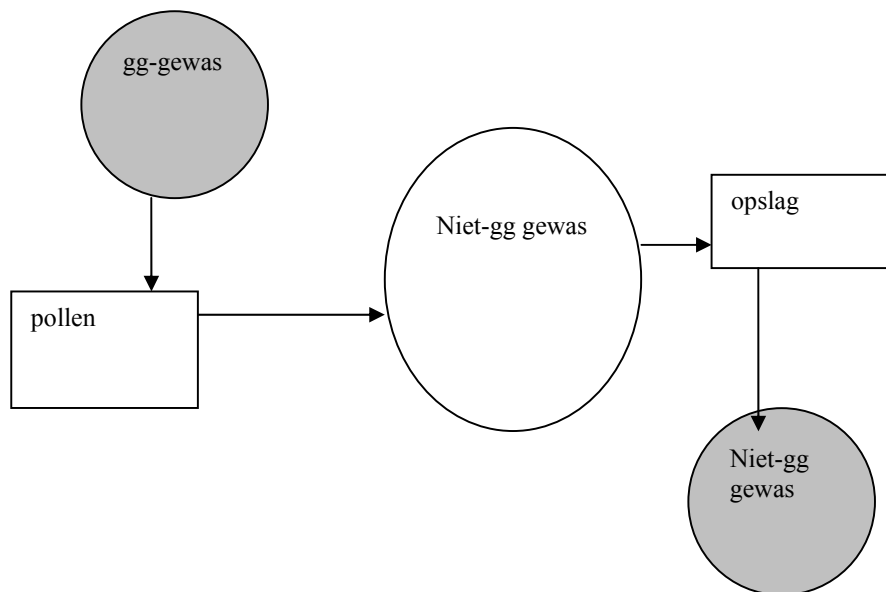 gg-gewas
pollen
Niet-gg gewas
opslag
Niet-gg
gewas